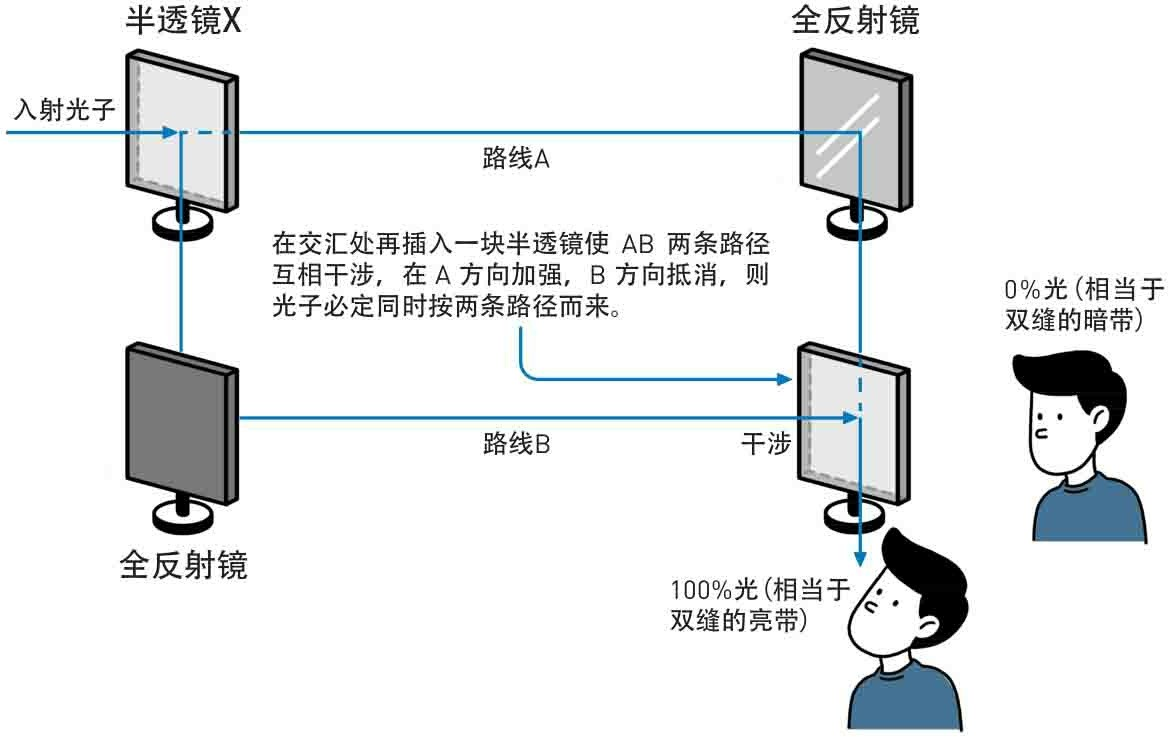 半透镜X
全反射镜
入射光子
路线A
在交汇处再插入一块半透镜使 AB 两条路径
互相干涉，在 A 方向加强，B 方向抵消，则
光子必定同时按两条路径而来。
0%光(相当于
双缝的暗带)
路线B
干涉
全反射镜
100%光(相当于
双缝的亮带)